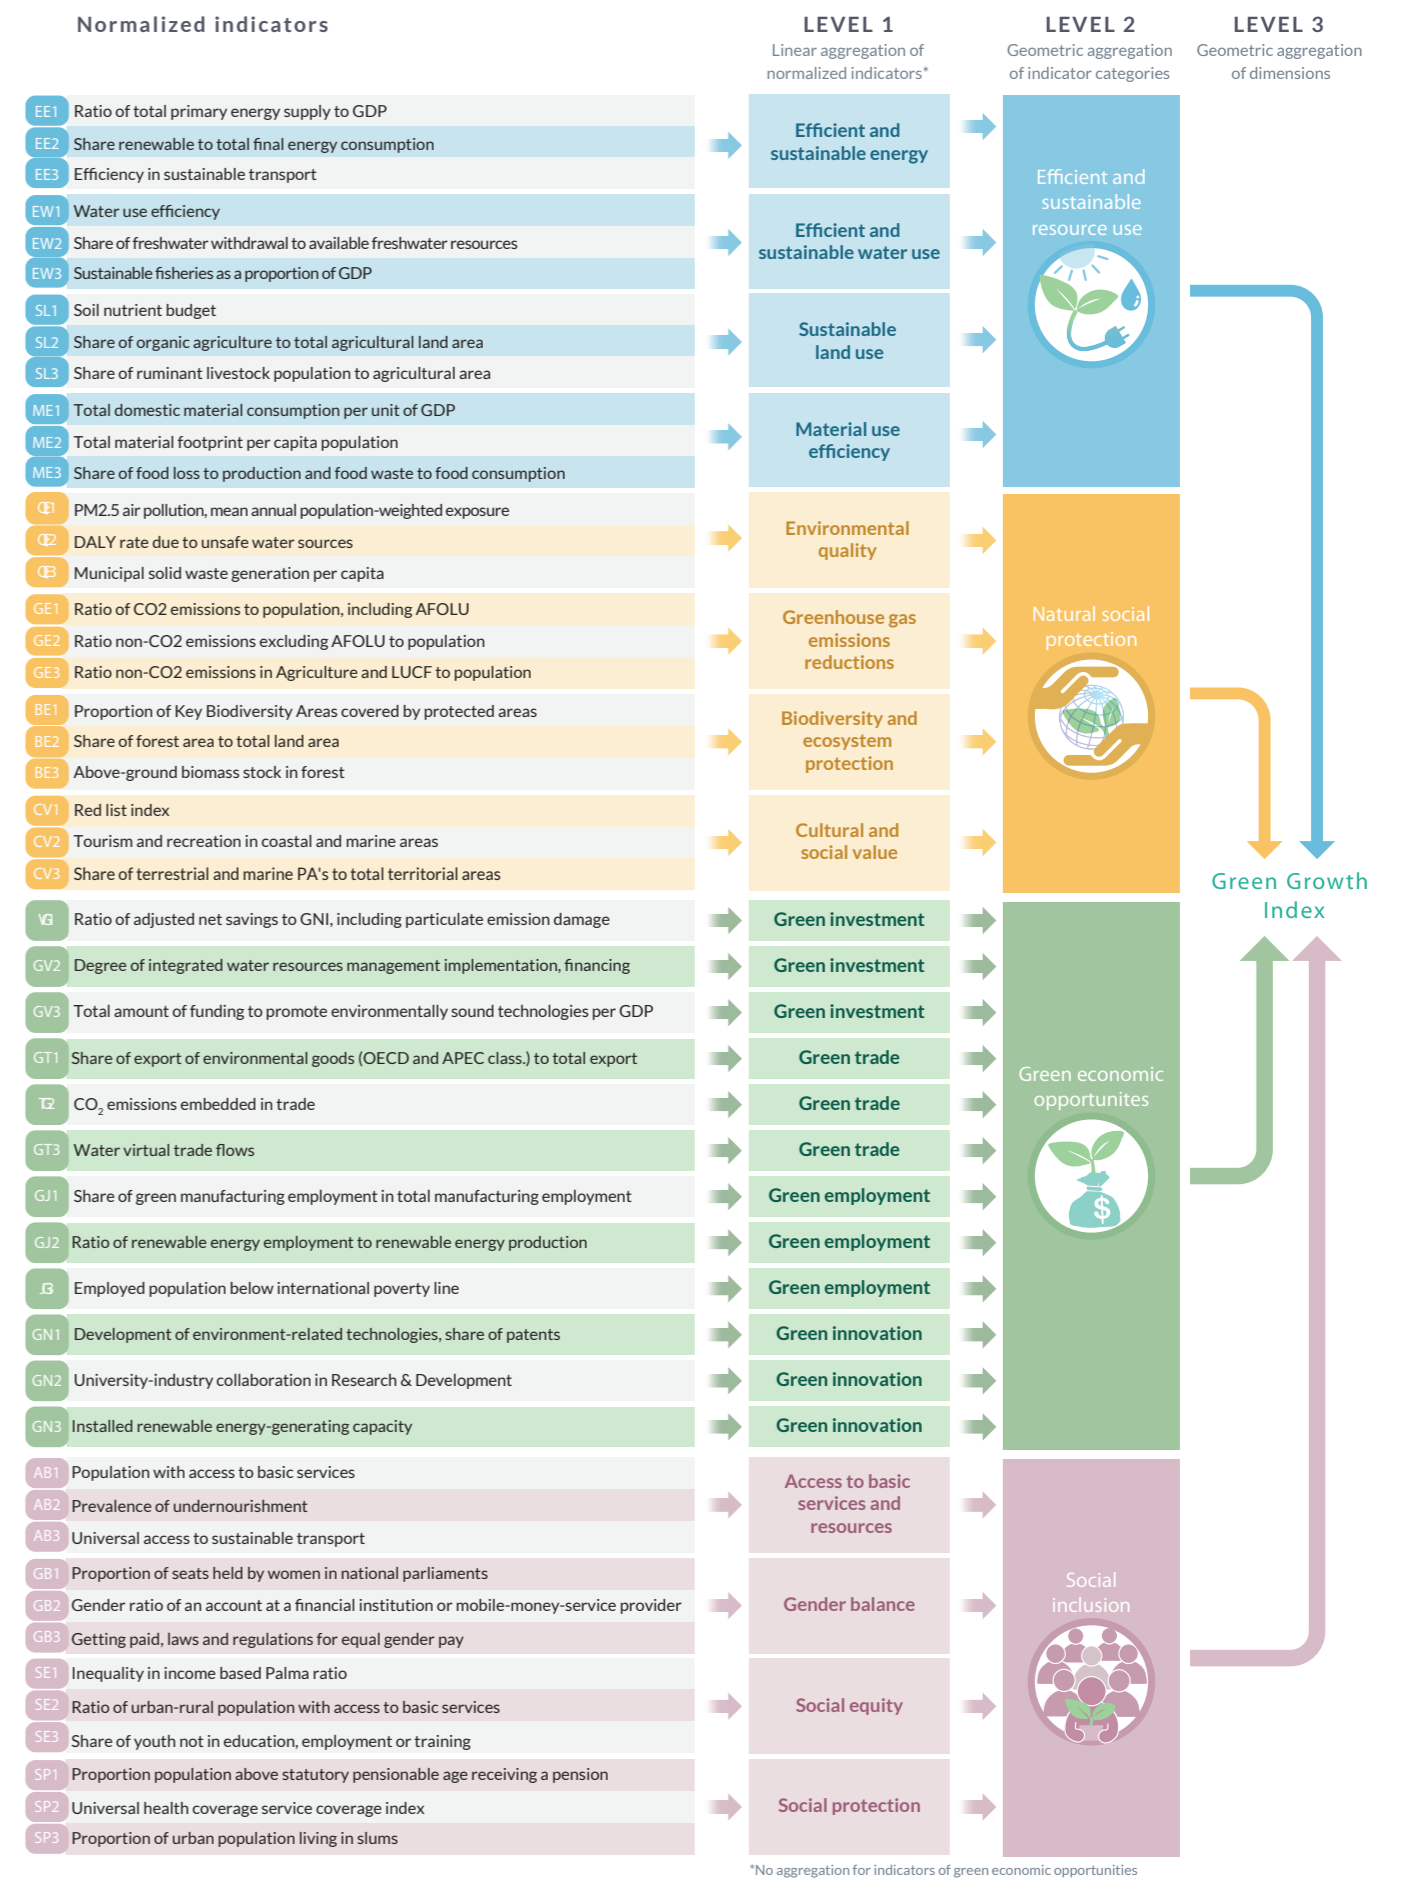 Normalized indicators
LEVEL 1
Linear aggregation of
normalized indicators*
LEVEL 2
Geometric aggregation
of indicator categories
LEVEL 3
Geometric aggregation
of dimensions
EE1 Ratio of total primary energy supply to GDP
EE2 Share renewable to total final energy consumption
EE3 Efficiency in sustainable transport
Efficient and
sustainable energy
EW1 Water use efficiency
EW2 Share of freshwater withdrawal to available freshwater resources
EW3 Sustainable fisheries as a proportion of GDP
Efficient and
sustainable water use
SL1 Soil nutrient budget
SL2 Share of organic agriculture to total agricultural land area
SL3 Share of ruminant livestock population to agricultural area
Sustainable
land use
ME1 Total domestic material consumption per unit of GDP
ME2 Total material footprint per capita population
ME3 Share of food loss to production and food waste to food consumption
Material use
efficiency
Efficient and
sustainable
resource use
PM2.5 air pollution, mean annual population-weighted exposure
DALY rate due to unsafe water sources
Municipal solid waste generation per capita
Environmental
quality
GE1 Ratio of CO2 emissions to population, including AFOLU
GE2 Ratio non-CO2 emissions excluding AFOLU to population
GE3 Ratio non-CO2 emissions in Agriculture and LUCF to population
Greenhouse gas
emissions
reductions
BE1 Proportion of Key Biodiversity Areas covered by protected areas
BE2 Share of forest area to total land area
BE3 Above-ground biomass stock in forest
Biodiversity and
ecosystem
protection
CV1 Red list index
CV2 Tourism and recreation in coastal and marine areas
CV3 Share of terrestrial and marine PA's to total territorial areas
Cultural and
social value
Natural social
protection
Green Growth
Index
Ratio of adjusted net savings to GNI, including particulate emission damage
Green investment
GV2 Degree of integrated water resources management implementation, financing
Green investment
GV3 Total amount of funding to promote environmentally sound technologies per GDP
Green investment
GT1 Share of export of environmental goods (OECD and APEC class.) to total export
Green trade
CO2 emissions embedded in trade
Green trade
GT3 Water virtual trade flows
Green trade
GJ1 Share of green manufacturing employment in total manufacturing employment
Green employment
GJ2 Ratio of renewable energy employment to renewable energy production
Green employment
Employed population below international poverty line
Green employment
GN1 Development of environment-related technologies, share of patents
Green innovation
GN2 University-industry collaboration in Research & Development
Green innovation
GN3 Installed renewable energy-generating capacity
Green innovation
Green economic
opportunites
$
AB1 Population with access to basic services
AB2 Prevalence of undernourishment
AB3 Universal access to sustainable transport
Access to basic
services and
resources
GB1 Proportion of seats held by women in national parliaments
GB2 Gender ratio of an account at a financial institution or mobile-money-service provider
GB3 Getting paid, laws and regulations for equal gender pay
Gender balance
SE1 Inequality in income based Palma ratio
SE2 Ratio of urban-rural population with access to basic services
SE3 Share of youth not in education, employment or training
Social equity
SP1 Proportion population above statutory pensionable age receiving a pension
SP2 Universal health coverage service coverage index
SP3 Proportion of urban population living in slums
Social protection
Social
inclusion
*No aggregation for indicators of green economic opportunities